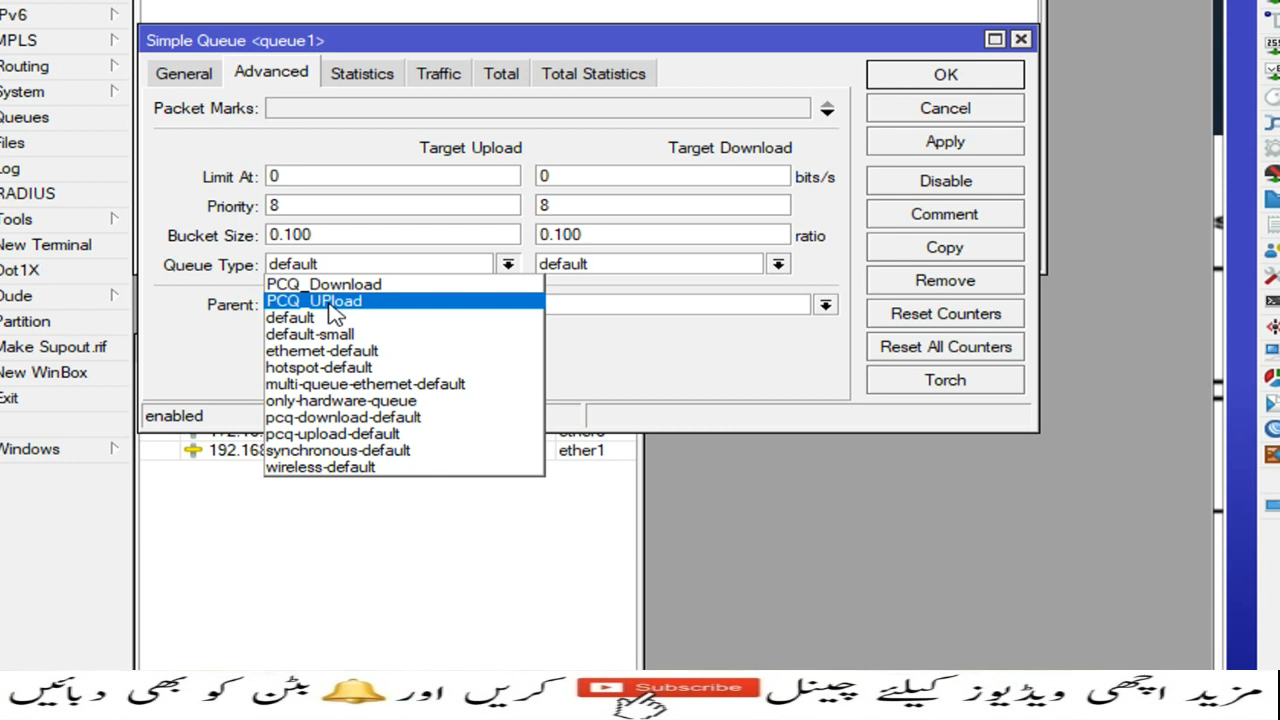 Pv6
MPLS
Routing
System
Queues
Files
Log
RADIUS
Tools
New Terminal
Dot1X
Dude
Partition
Make Supout.rif
New WinBox
Exit
Windows
Simple Queue <queue1>
General
Advanced
Statistics
Traffic
Total
Total Statistics
Packet Marks:
Target Upload
Target Download
Limit At: 0 0 bits/s
Priority: 8 8
Bucket Size: 0.100 0.100 ratio
Queue Type: default default
Parent:
PCQ_Download
PCQ_UPload
default
default-small
ethernet-default
hotspot-default
multi-queue-ethernet-default
only-hardware-queue
pcq-download-default
pcq-upload-default
synchronous-default
wireless-default
enabled
192.168 ether1
OK
Cancel
Apply
Disable
Comment
Copy
Remove
Reset Counters
Reset All Counters
Torch
مزید اچھی ویڈیوز کیلئے چینل Subscribe کریں اور بٹن کو بھی دبائیں